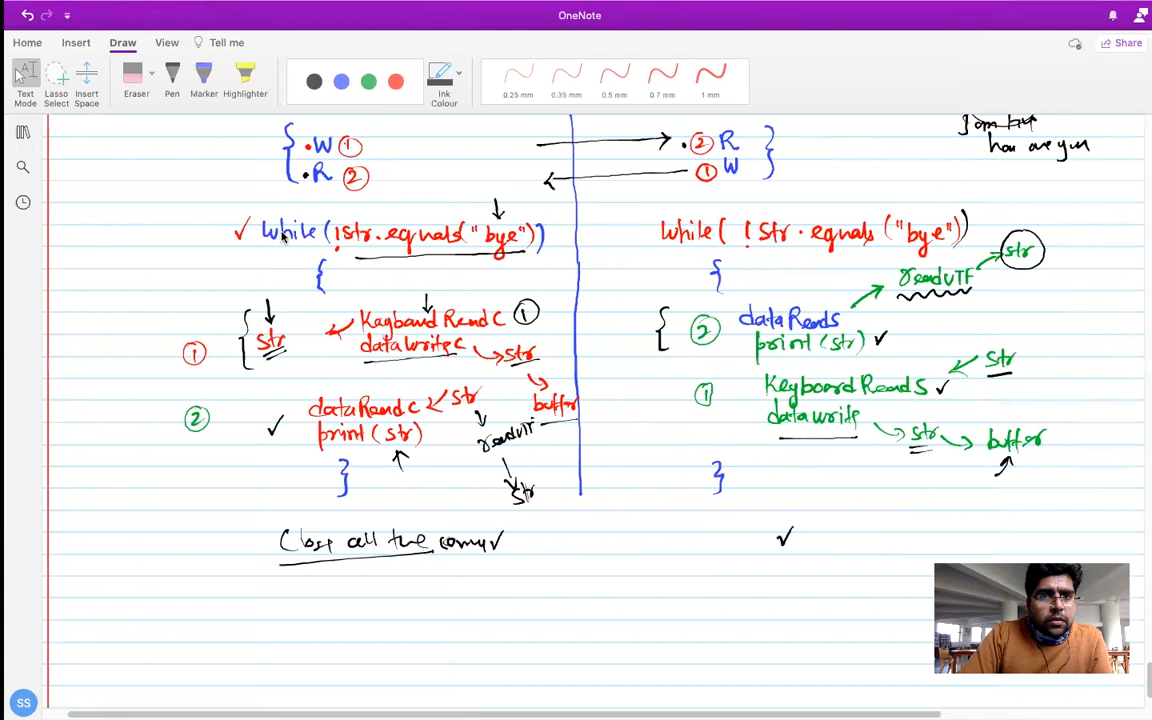 OneNote
Home Insert Draw View Tell me
Share
Text Mode
Lasso Select
Insert Space
Eraser
Pen
Marker
Highlighter
Ink Colour
0.25 mm 0.35 mm 0.5 mm 0.7 mm 1 mm
{ .W ①
.R ②
.② R }
① W
how are you
✓ while(!str.equals("bye"))
{
① { str
Keyboard Read C ①
data write C
str
buffer
② ✓
data Read C
str
print (str)
readUTF
str
}
Close all the ✓
while( ! str.equals ("bye"))
{
readUTF
str
{ ② data Read S
print (str) ✓
① Keyboard Read S ✓
str
data write
str
buffer
}
✓
SS